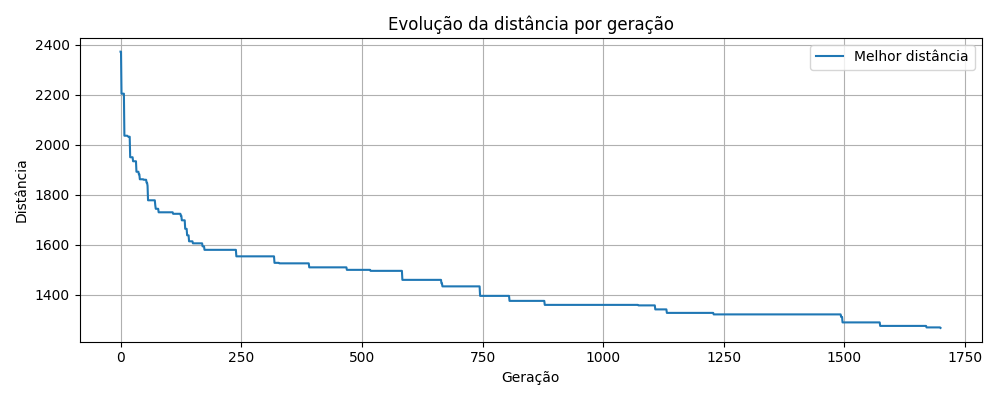 Evolução da distância por geração
Melhor distância
Distância
2400
2200
2000
1800
1600
1400
0 250 500 750 1000 1250 1500 1750
Geração